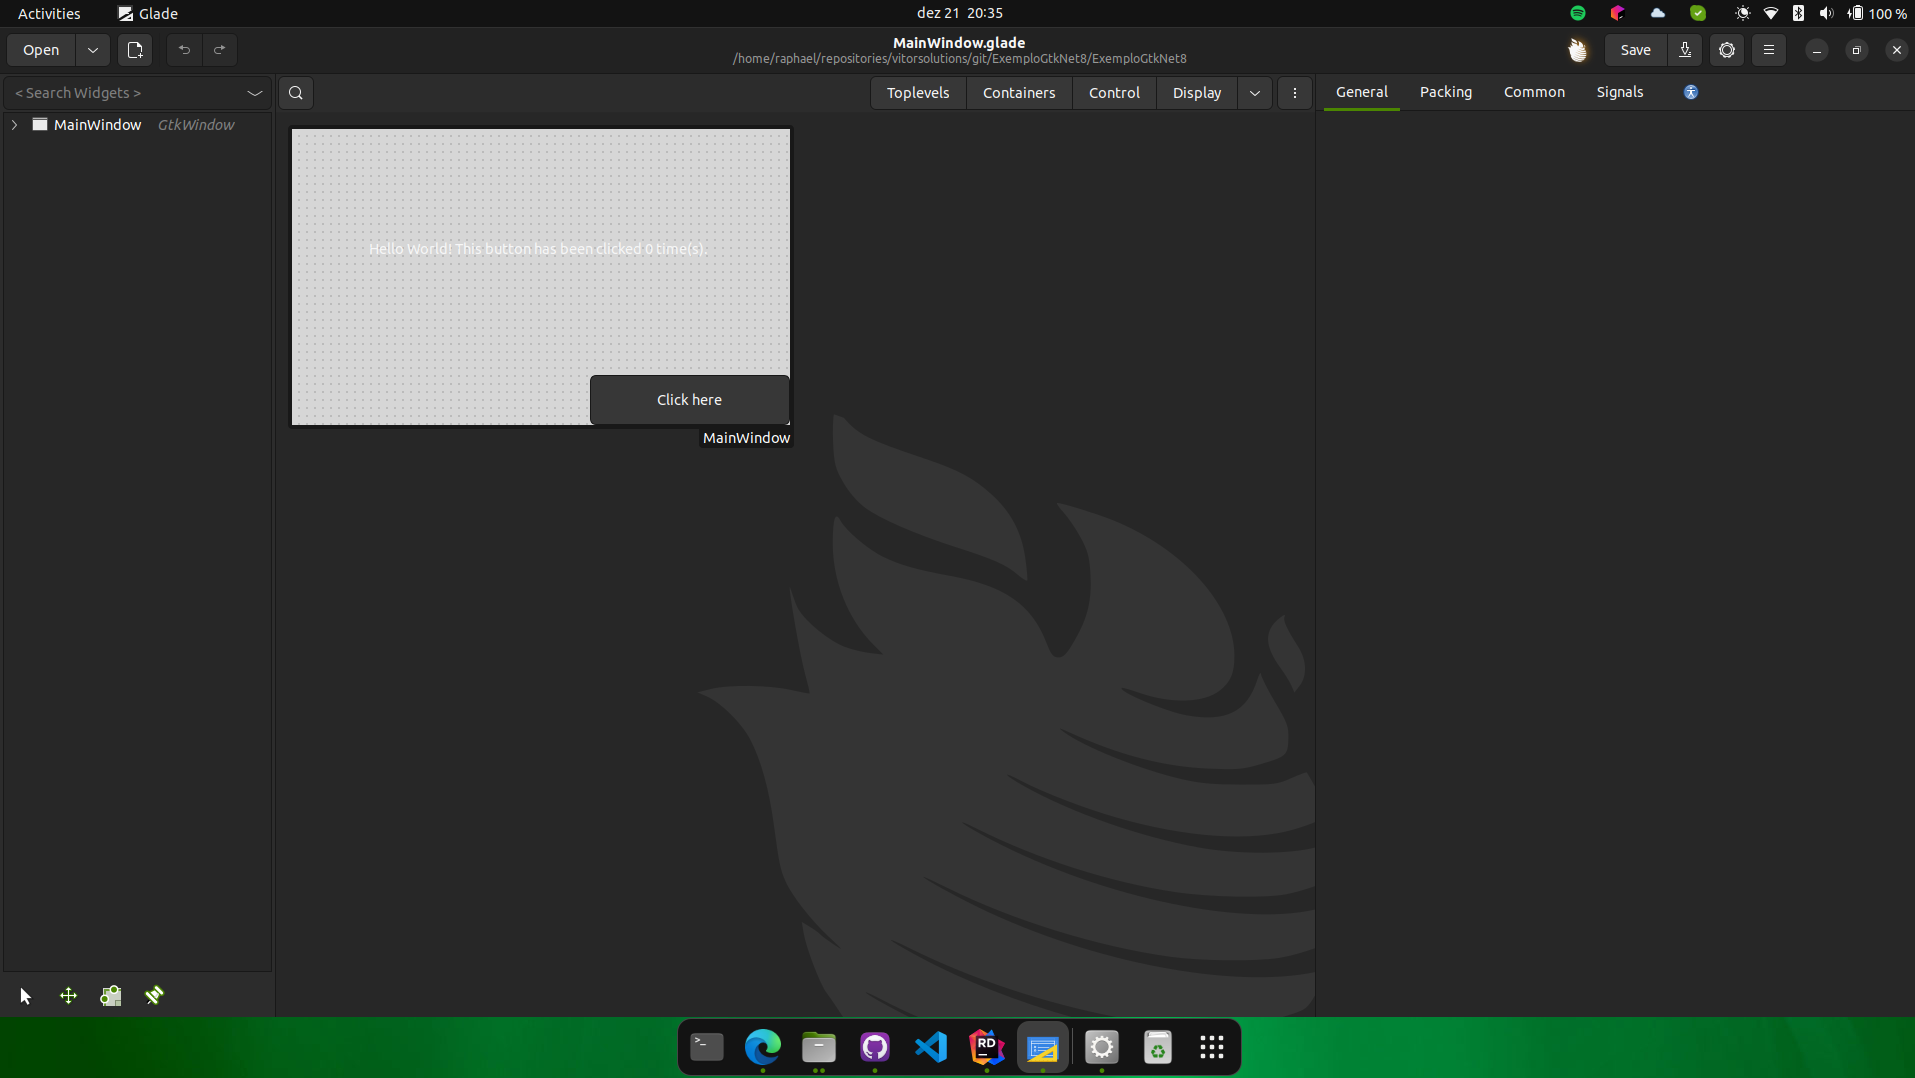 Activities
Glade
dez 21 20:35
100 %
Open
MainWindow.glade
/home/raphael/repositories/vitorsolutions/git/ExemploGtkNet8/ExemploGtkNet8
Save
< Search Widgets >
Toplevels
Containers
Control
Display
General
Packing
Common
Signals
MainWindow GtkWindow
Hello World! This button has been clicked 0 time(s).
Click here
MainWindow
>_
RD